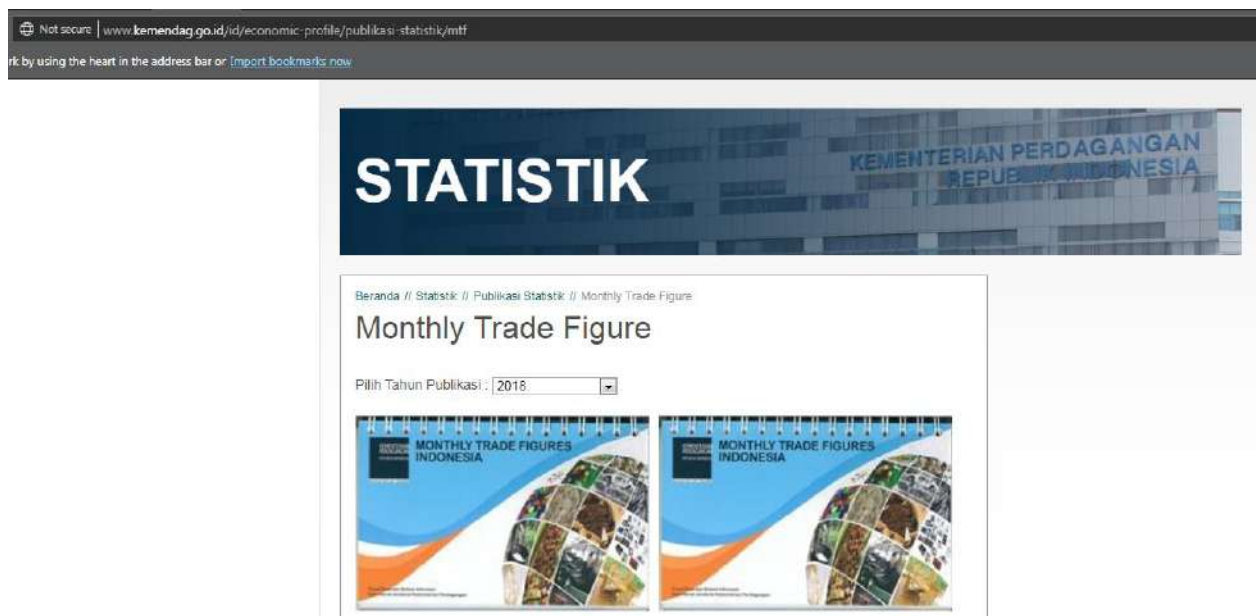 Not secure | www.kemendag.go.id/id/economic-profile/publikasi-statistik/mtf
rk by using the heart in the address bar or Import bookmarks now
STATISTIK
KEMENTERIAN PERDAGANGAN
REPUBLIK INDONESIA
Beranda // Statistik // Publikasi Statistik // Monthly Trade Figure
Monthly Trade Figure
Pilih Tahun Publikasi : 2018
MONTHLY TRADE FIGURES
INDONESIA
MONTHLY TRADE FIGURES
INDONESIA